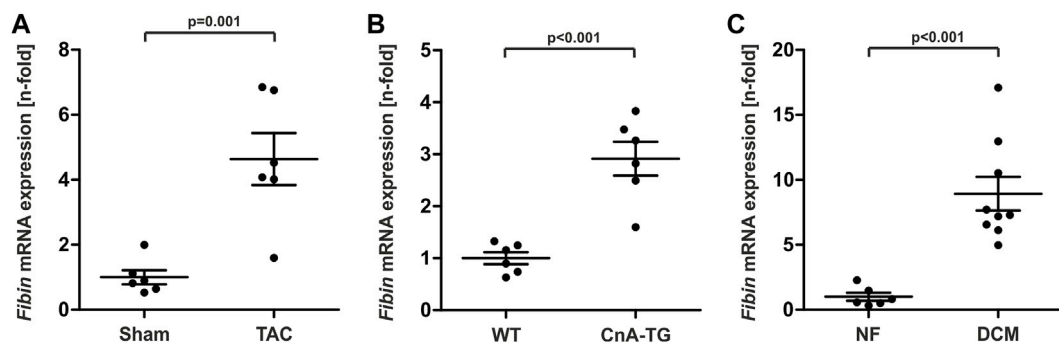 A
p=0.001
Fibin mRNA expression [n-fold]
8
6
4
2
0
Sham
TAC
B
p<0.001
Fibin mRNA expression [n-fold]
5
4
3
2
1
0
WT
CnA-TG
C
p<0.001
Fibin mRNA expression [n-fold]
20
15
10
5
0
NF
DCM